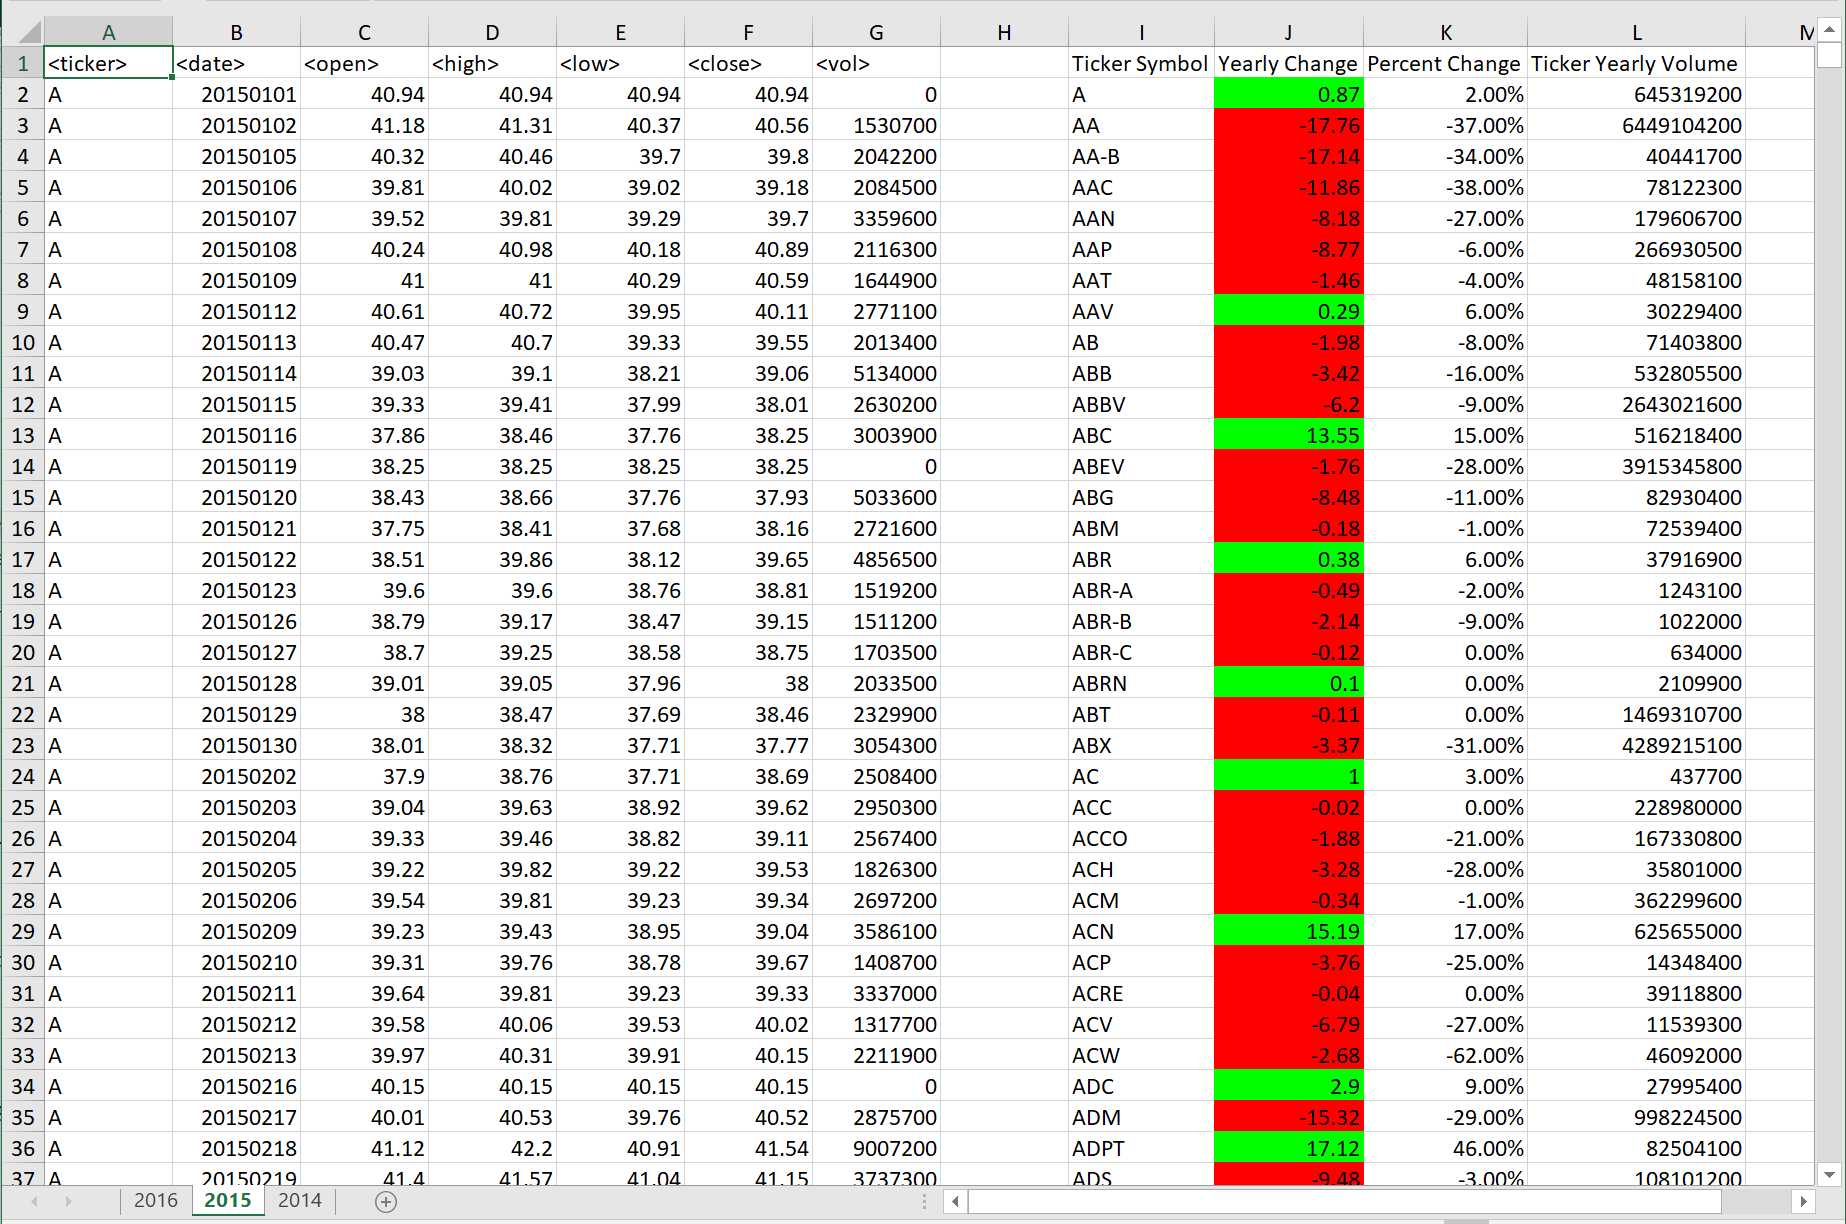 A B C D E F G H I J K L M
1 <ticker> <date> <open> <high> <low> <close> <vol> Ticker Symbol Yearly Change Percent Change Ticker Yearly Volume
2 A 20150101 40.94 40.94 40.94 40.94 0 A 0.87 2.00% 645319200
3 A 20150102 41.18 41.31 40.37 40.56 1530700 AA -17.76 -37.00% 6449104200
4 A 20150105 40.32 40.46 39.7 39.8 2042200 AA-B -17.14 -34.00% 40441700
5 A 20150106 39.81 40.02 39.02 39.18 2084500 AAC -11.86 -38.00% 78122300
6 A 20150107 39.52 39.81 39.29 39.7 3359600 AAN -8.18 -27.00% 179606700
7 A 20150108 40.24 40.98 40.18 40.89 2116300 AAP -8.77 -6.00% 266930500
8 A 20150109 41 41 40.29 40.59 1644900 AAT -1.46 -4.00% 48158100
9 A 20150112 40.61 40.72 39.95 40.11 2771100 AAV 0.29 6.00% 30229400
10 A 20150113 40.47 40.7 39.33 39.55 2013400 AB -1.98 -8.00% 71403800
11 A 20150114 39.03 39.1 38.21 39.06 5134000 ABB -3.42 -16.00% 532805500
12 A 20150115 39.33 39.41 37.99 38.01 2630200 ABBV -6.2 -9.00% 2643021600
13 A 20150116 37.86 38.46 37.76 38.25 3003900 ABC 13.55 15.00% 516218400
14 A 20150119 38.25 38.25 38.25 38.25 0 ABEV -1.76 -28.00% 3915345800
15 A 20150120 38.43 38.66 37.76 37.93 5033600 ABG -8.48 -11.00% 82930400
16 A 20150121 37.75 38.41 37.68 38.16 2721600 ABM -0.18 -1.00% 72539400
17 A 20150122 38.51 39.86 38.12 39.65 4856500 ABR 0.38 6.00% 37916900
18 A 20150123 39.6 39.6 38.76 38.81 1519200 ABR-A -0.49 -2.00% 1243100
19 A 20150126 38.79 39.17 38.47 39.15 1511200 ABR-B -2.14 -9.00% 1022000
20 A 20150127 38.7 39.25 38.58 38.75 1703500 ABR-C -0.12 0.00% 634000
21 A 20150128 39.01 39.05 37.96 38 2033500 ABRN 0.1 0.00% 2109900
22 A 20150129 38 38.47 37.69 38.46 2329900 ABT -0.11 0.00% 1469310700
23 A 20150130 38.01 38.32 37.71 37.77 3054300 ABX -3.37 -31.00% 4289215100
24 A 20150202 37.9 38.76 37.71 38.69 2508400 AC 1 3.00% 437700
25 A 20150203 39.04 39.63 38.92 39.62 2950300 ACC -0.02 0.00% 228980000
26 A 20150204 39.33 39.46 38.82 39.11 2567400 ACCO -1.88 -21.00% 167330800
27 A 20150205 39.22 39.82 39.22 39.53 1826300 ACH -3.28 -28.00% 35801000
28 A 20150206 39.54 39.81 39.23 39.34 2697200 ACM -0.34 -1.00% 362299600
29 A 20150209 39.23 39.43 38.95 39.04 3586100 ACN 15.19 17.00% 625655000
30 A 20150210 39.31 39.76 38.78 39.67 1408700 ACP -3.76 -25.00% 14348400
31 A 20150211 39.64 39.81 39.23 39.33 3337000 ACRE -0.04 0.00% 39118800
32 A 20150212 39.58 40.06 39.53 40.02 1317700 ACV -6.79 -27.00% 11539300
33 A 20150213 39.97 40.31 39.91 40.15 2211900 ACW -2.68 -62.00% 46092000
34 A 20150216 40.15 40.15 40.15 40.15 0 ADC 2.9 9.00% 27995400
35 A 20150217 40.01 40.53 39.76 40.52 2875700 ADM -15.32 -29.00% 998224500
36 A 20150218 41.12 42.2 40.91 41.54 9007200 ADPT 17.12 46.00% 82504100
37 A 20150219 41.4 41.57 41.04 41.15 3737300 ADS -9.48 -3.00% 108101200
2016 2015 2014